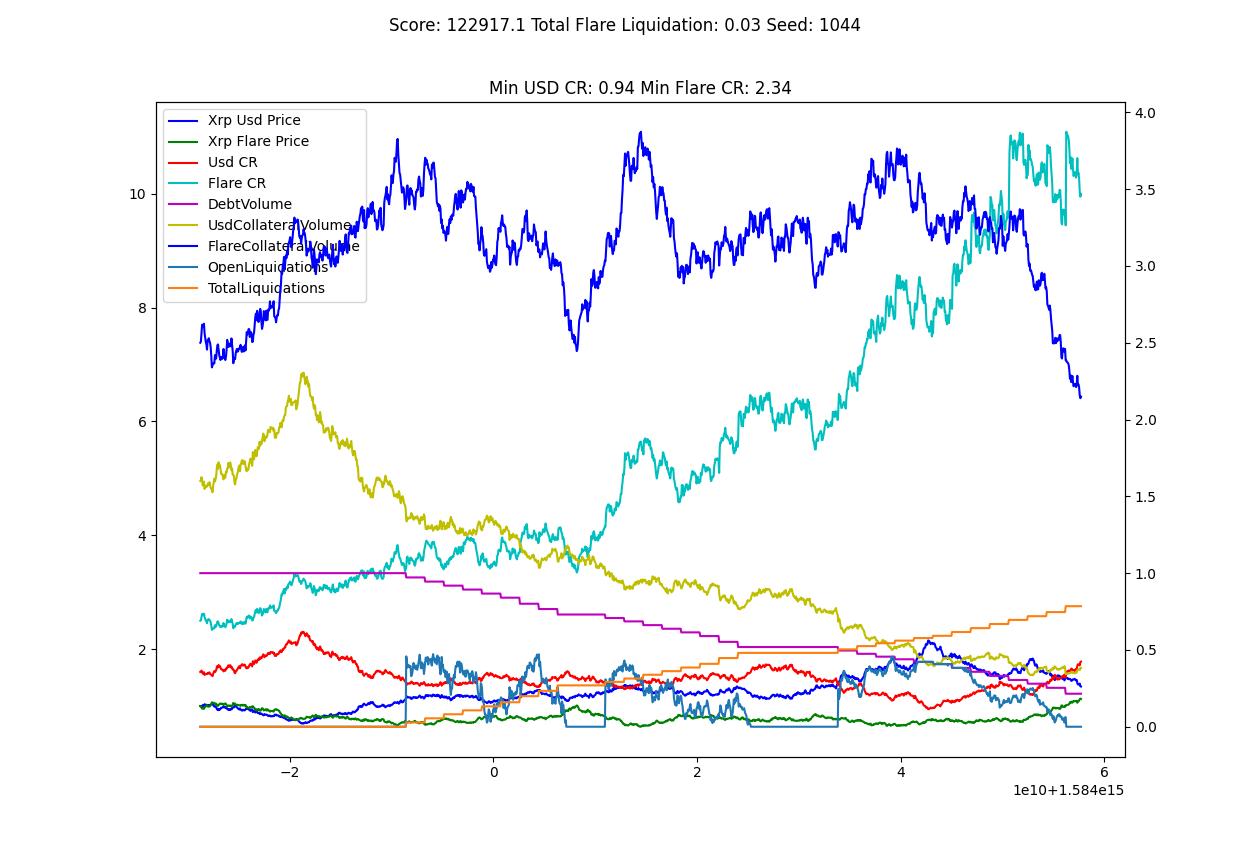 Score: 122917.1 Total Flare Liquidation: 0.03 Seed: 1044
Min USD CR: 0.94 Min Flare CR: 2.34
Xrp Usd Price
Xrp Flare Price
Usd CR
Flare CR
DebtVolume
UsdCollateralVolume
FlareCollateralVolume
OpenLiquidations
TotalLiquidations
10
8
6
4
2
4.0
3.5
3.0
2.5
2.0
1.5
1.0
0.5
0.0
−2 0 2 4 6
1e10+1.584e15